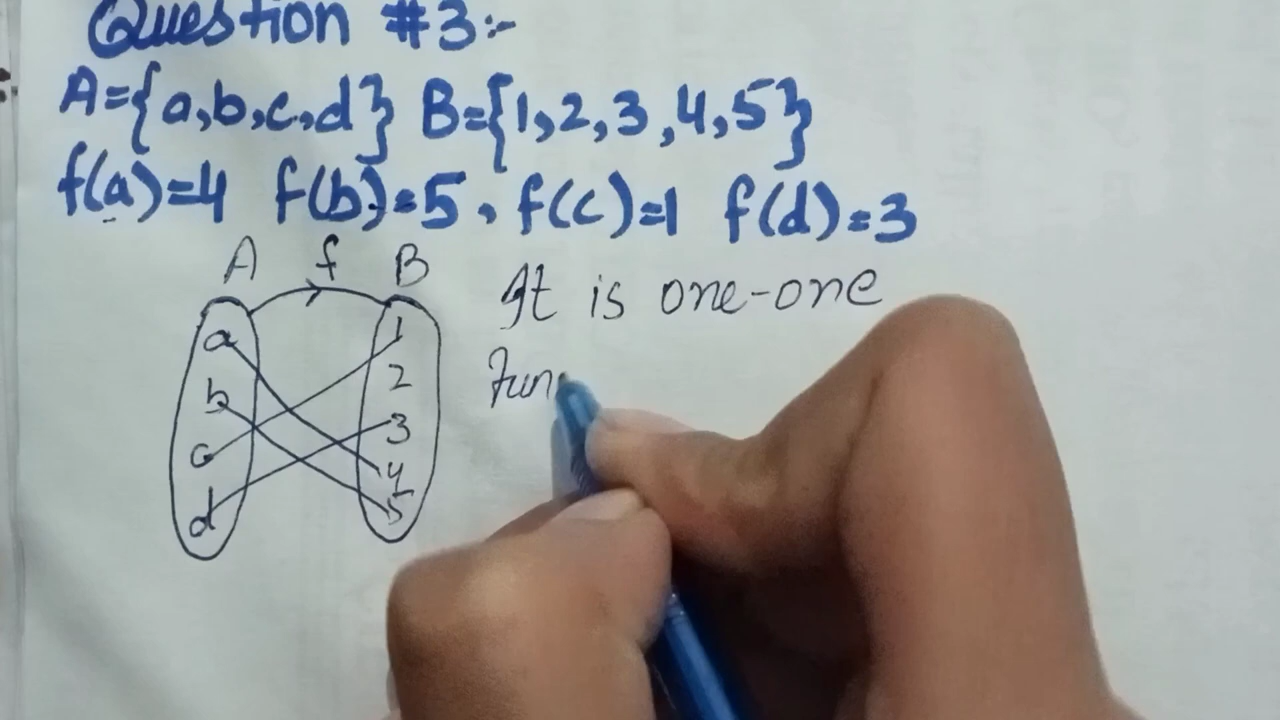 Question #3:-
A={a,b,c,d} B={1,2,3,4,5}
f(a)=4 f(b)=5, f(c)=1 f(d)=3
A f B
a 1
b 2
c 3
d 4
5
It is one-one
fun